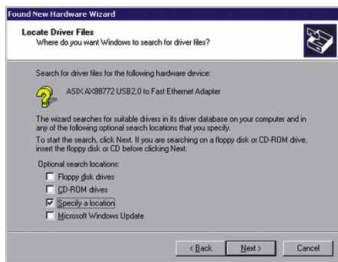 Found New Hardware Wizard
Locate Driver Files
Where do you want Windows to search for driver files?
Search for driver files for the following hardware device:
ASIX AX88772 USB2.0 to Fast Ethernet Adapter
The wizard searches for suitable drivers in its driver database on your computer and in
any of the following optional search locations that you specify.
To start the search, click Next. If you are searching on a floppy disk or CD-ROM drive,
insert the floppy disk or CD before clicking Next.
Optional search locations:
Floppy disk drives
CD-ROM drives
Specify a location
Microsoft Windows Update
< Back Next > Cancel